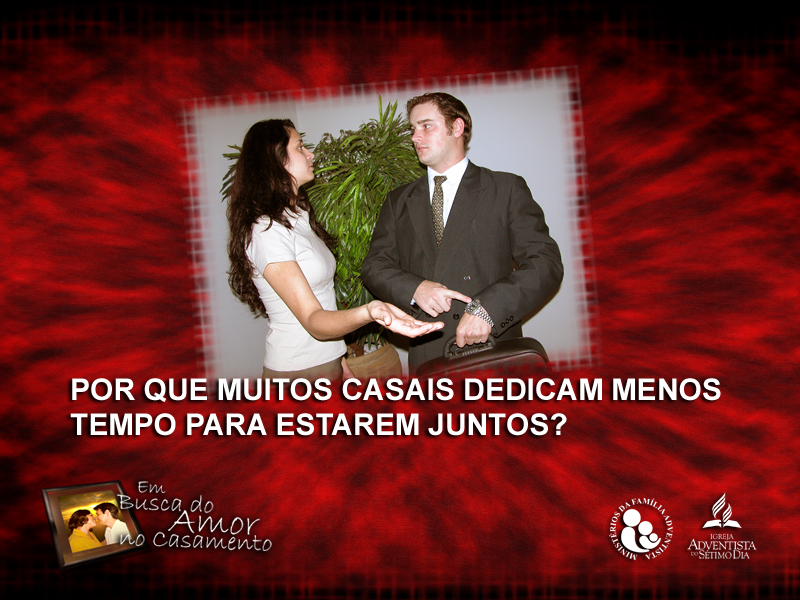 POR QUE MUITOS CASAIS DEDICAM MENOS
TEMPO PARA ESTAREM JUNTOS?
Em
Busca do
Amor
no Casamento
MINISTÉRIOS DA FAMÍLIA ADVENTISTA
IGREJA
ADVENTISTA
DO SÉTIMO DIA